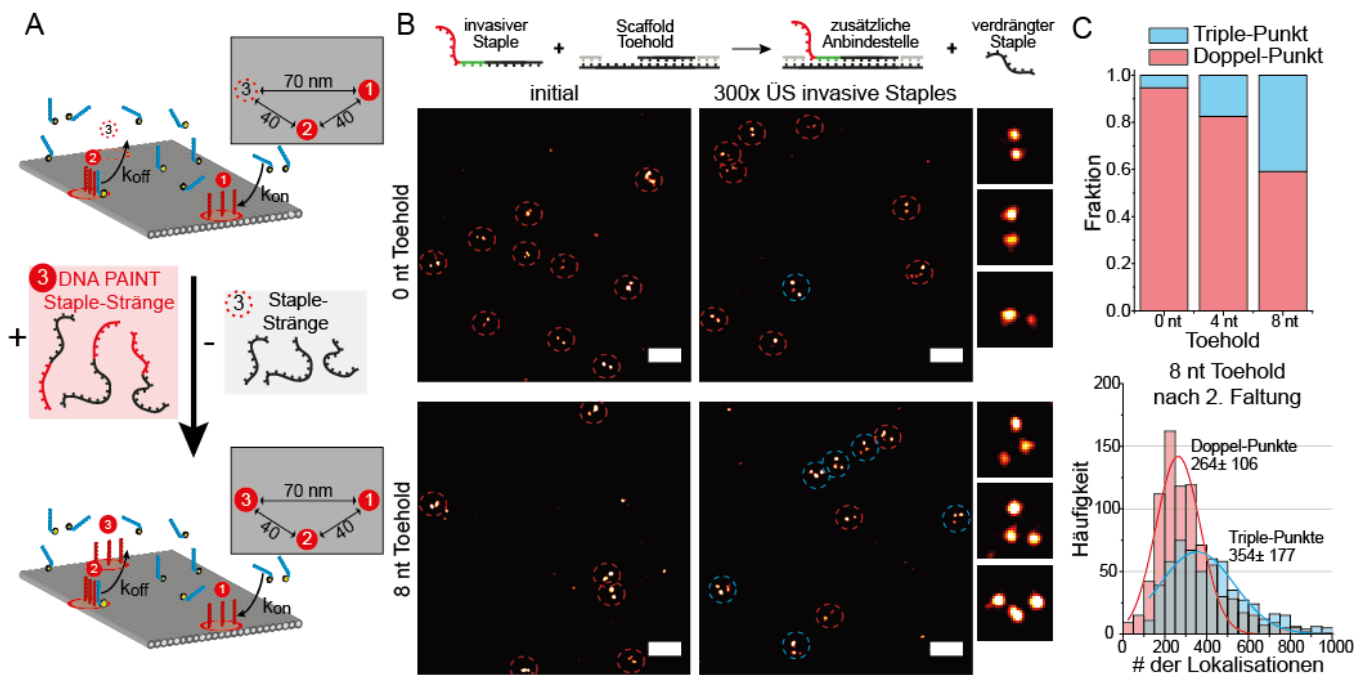 A
3
70 nm
1
40
2
40
3
2
koff
1
kon
3 DNA PAINT
Staple-Stränge
+
-
3 Staple-
Stränge
3
70 nm
1
40
2
40
3
2
koff
1
kon
B
invasiver
Staple
+
Scaffold
Toehold
zusätzliche
Anbindestelle
+
verdrängter
Staple
initial
300x ÜS invasive Staples
0 nt Toehold
8 nt Toehold
C
Triple-Punkt
Doppel-Punkt
Fraktion
1.0
0.8
0.6
0.4
0.2
0.0
0 nt
4 nt
8 nt
Toehold
8 nt Toehold
nach 2. Faltung
Häufigkeit
200
150
100
50
0
Doppel-Punkte
264± 106
Triple-Punkte
354± 177
0
200
400
600
800
1000
# der Lokalisationen